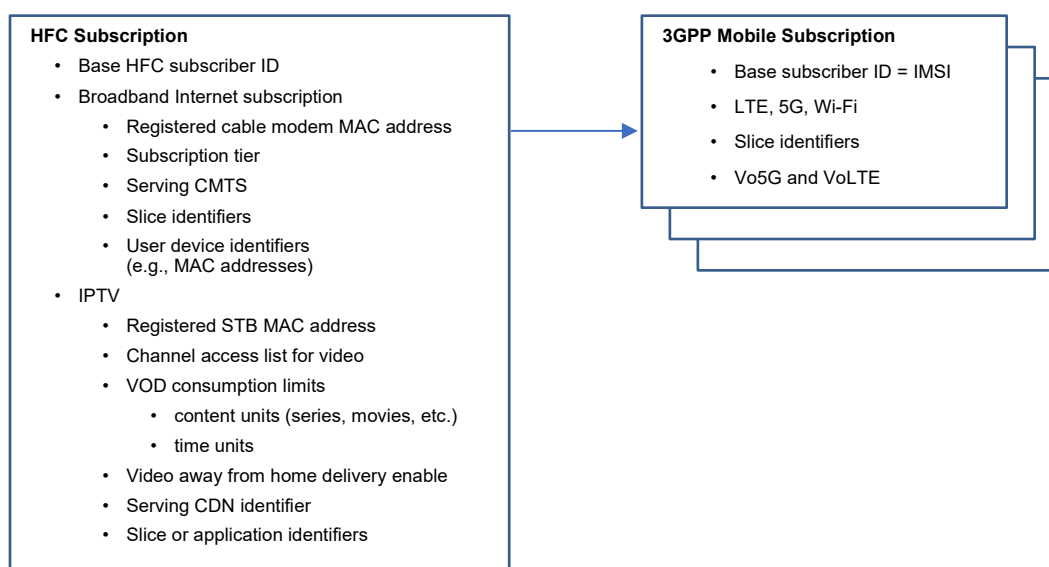 HFC Subscription
• Base HFC subscriber ID
• Broadband Internet subscription
• Registered cable modem MAC address
• Subscription tier
• Serving CMTS
• Slice identifiers
• User device identifiers
(e.g., MAC addresses)
• IPTV
• Registered STB MAC address
• Channel access list for video
• VOD consumption limits
• content units (series, movies, etc.)
• time units
• Video away from home delivery enable
• Serving CDN identifier
• Slice or application identifiers
3GPP Mobile Subscription
• Base subscriber ID = IMSI
• LTE, 5G, Wi-Fi
• Slice identifiers
• Vo5G and VoLTE